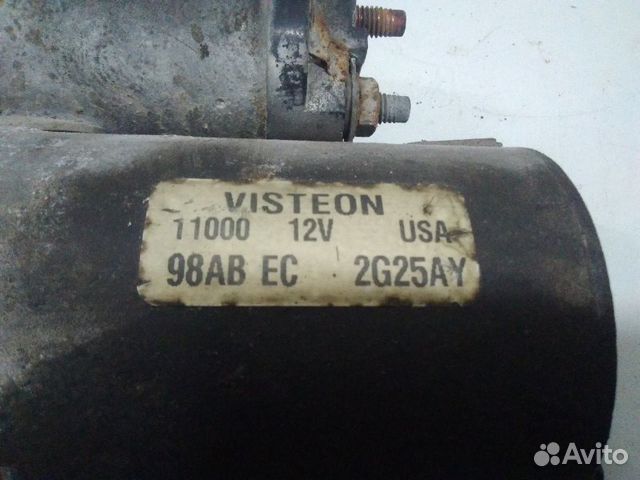 VISTEON
11000 12V USA
98AB EC 2G25AY
Avito